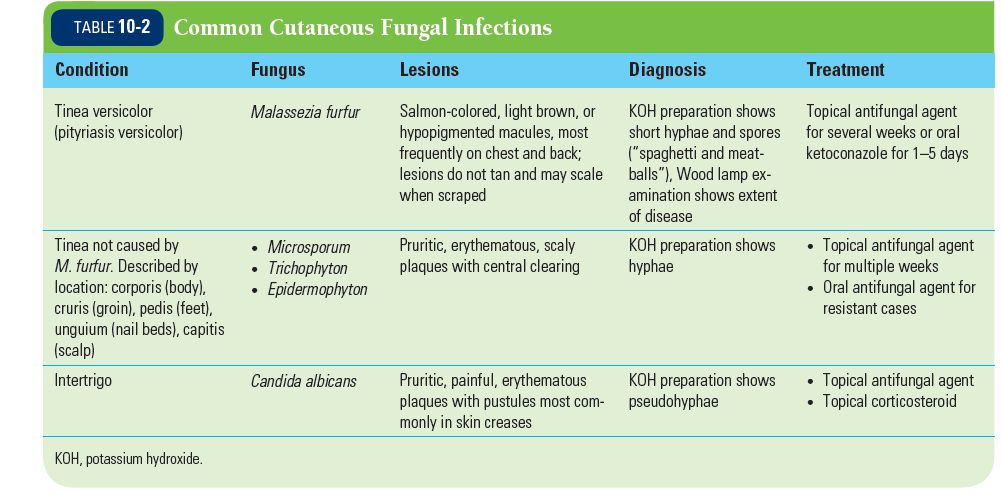 TABLE 10-2 Common Cutaneous Fungal Infections
Condition Fungus Lesions Diagnosis Treatment
Tinea versicolor
(pityriasis versicolor)
Malassezia furfur
Salmon-colored, light brown, or
hypopigmented macules, most
frequently on chest and back;
lesions do not tan and may scale
when scraped
KOH preparation shows
short hyphae and spores
("spaghetti and meat-
balls"), Wood lamp ex-
amination shows extent
of disease
Topical antifungal agent
for several weeks or oral
ketoconazole for 1–5 days
Tinea not caused by
M. furfur. Described by
location: corporis (body),
cruris (groin), pedis (feet),
unguium (nail beds), capitis
(scalp)
• Microsporum
• Trichophyton
• Epidermophyton
Pruritic, erythematous, scaly
plaques with central clearing
KOH preparation shows
hyphae
• Topical antifungal agent
for multiple weeks
• Oral antifungal agent for
resistant cases
Intertrigo
Candida albicans
Pruritic, painful, erythematous
plaques with pustules most com-
monly in skin creases
KOH preparation shows
pseudohyphae
• Topical antifungal agent
• Topical corticosteroid
KOH, potassium hydroxide.